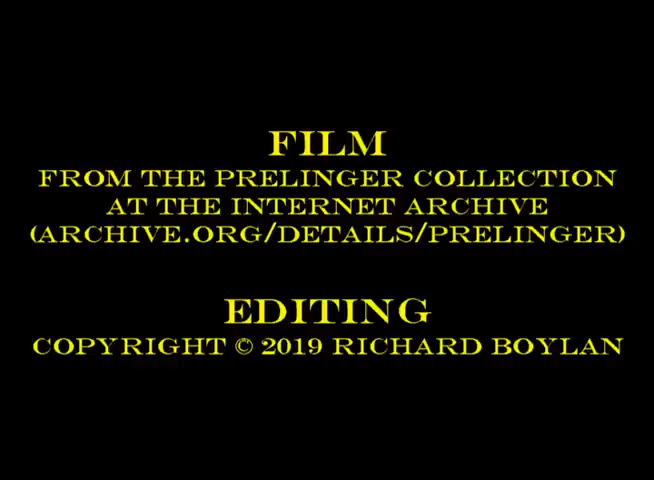 FILM
FROM THE PRELINGER COLLECTION
AT THE INTERNET ARCHIVE
(ARCHIVE.ORG/DETAILS/PRELINGER)
EDITING
COPYRIGHT © 2019 RICHARD BOYLAN